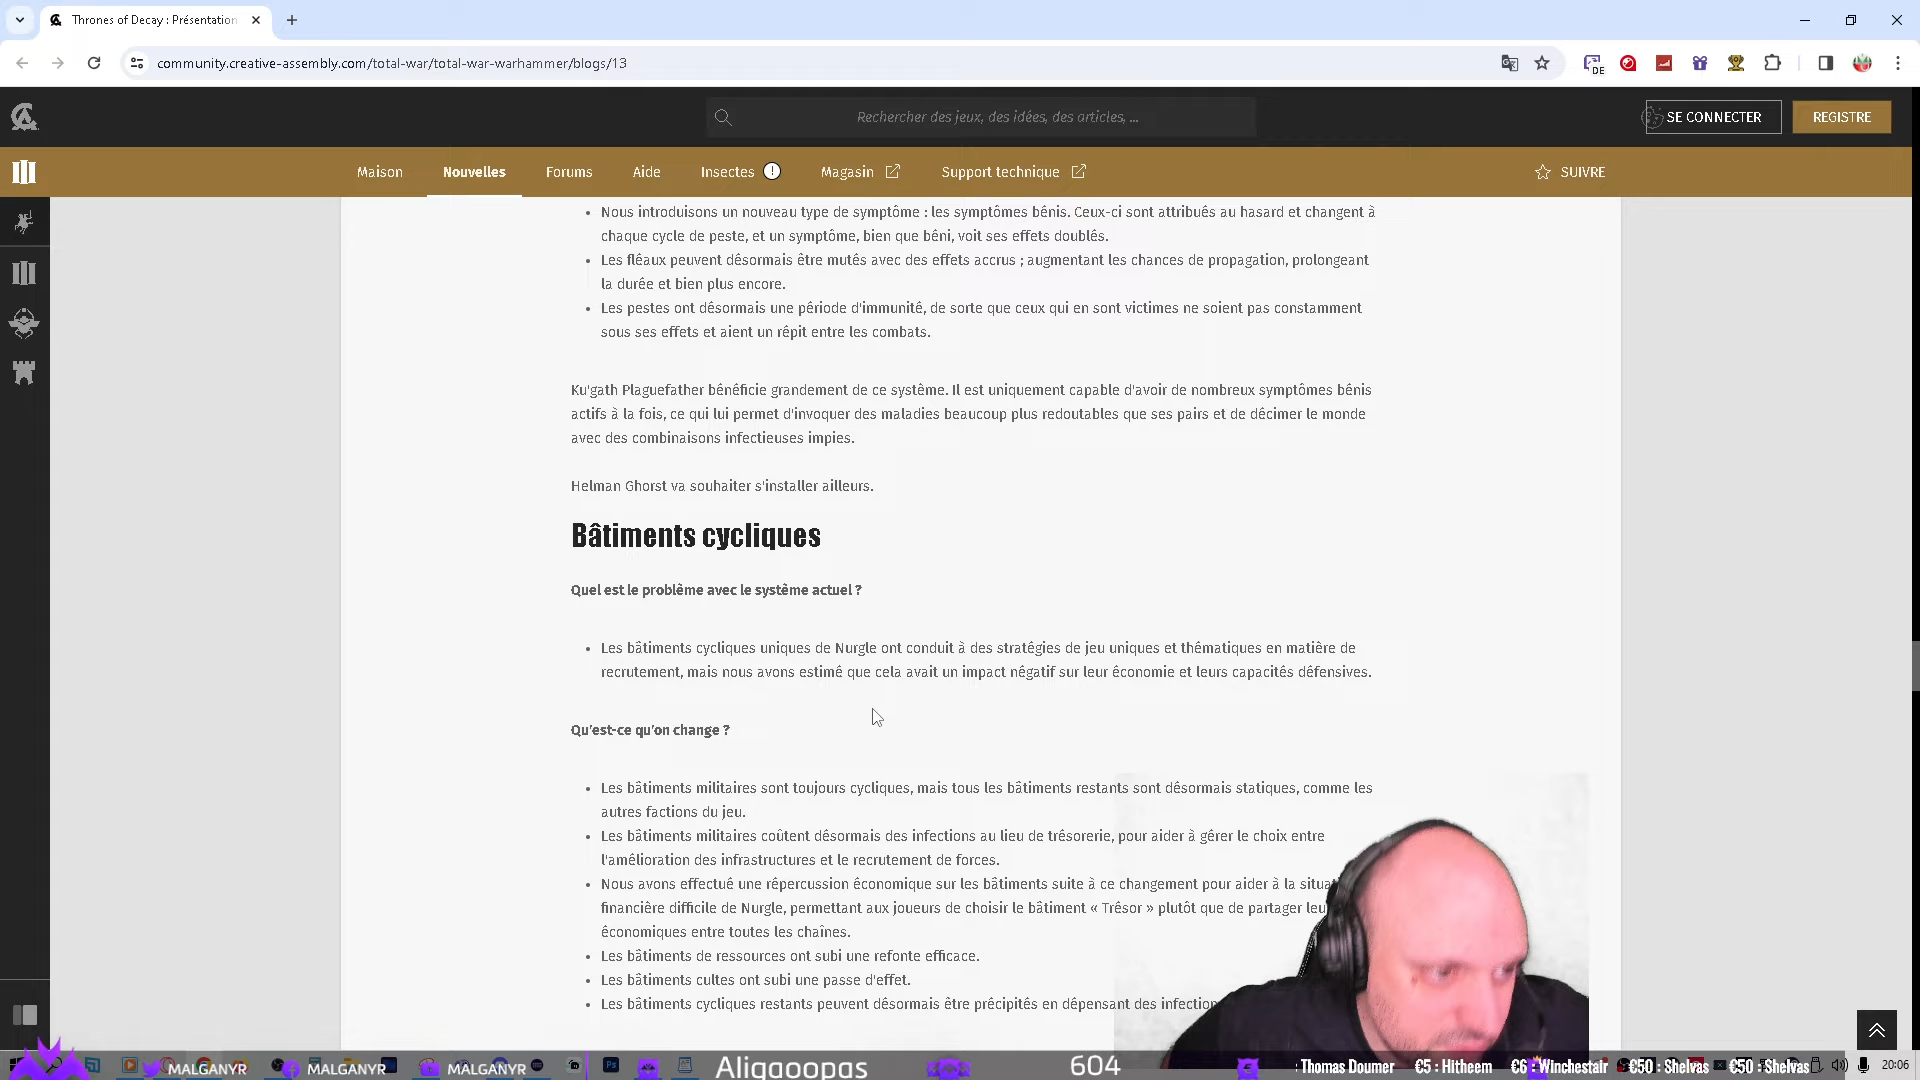 Thrones of Decay : Présentation
community.creative-assembly.com/total-war/total-war-warhammer/blogs/13
DE
Rechercher des jeux, des idées, des articles, ...
SE CONNECTER
REGISTRE
Maison
Nouvelles
Forums
Aide
Insectes
Magasin
Support technique
SUIVRE
• Nous introduisons un nouveau type de symptôme : les symptômes bénis. Ceux-ci sont attribués au hasard et changent à
chaque cycle de peste, et un symptôme, bien que béni, voit ses effets doublés.
• Les fléaux peuvent désormais être mutés avec des effets accrus ; augmentant les chances de propagation, prolongeant
la durée et bien plus encore.
• Les pestes ont désormais une période d'immunité, de sorte que ceux qui en sont victimes ne soient pas constamment
sous ses effets et aient un répit entre les combats.
Ku'gath Plaguefather bénéficie grandement de ce système. Il est uniquement capable d'avoir de nombreux symptômes bénis
actifs à la fois, ce qui lui permet d'invoquer des maladies beaucoup plus redoutables que ses pairs et de décimer le monde
avec des combinaisons infectieuses impies.
Helman Ghorst va souhaiter s'installer ailleurs.
Bâtiments cycliques
Quel est le problème avec le système actuel ?
• Les bâtiments cycliques uniques de Nurgle ont conduit à des stratégies de jeu uniques et thématiques en matière de
recrutement, mais nous avons estimé que cela avait un impact négatif sur leur économie et leurs capacités défensives.
Qu'est-ce qu'on change ?
• Les bâtiments militaires sont toujours cycliques, mais tous les bâtiments restants sont désormais statiques, comme les
autres factions du jeu.
• Les bâtiments militaires coûtent désormais des infections au lieu de trésorerie, pour aider à gérer le choix entre
l'amélioration des infrastructures et le recrutement de forces.
• Nous avons effectué une répercussion économique sur les bâtiments suite à ce changement pour aider à la
financière difficile de Nurgle, permettant aux joueurs de choisir le bâtiment « Trésor » plutôt que de partager
économiques entre toutes les chaînes.
• Les bâtiments de ressources ont subi une refonte efficace.
• Les bâtiments cultes ont subi une passe d'effet.
• Les bâtiments cycliques restants peuvent désormais être précipités en dépensant des
MALGANYR
MALGANYR
MALGANYR
Aligaoopas
604
: Thomas Doumer
€5 : Hitheem
€6 : Winchestair
€50 : Shelvas
€50 : Shelvas
20:06